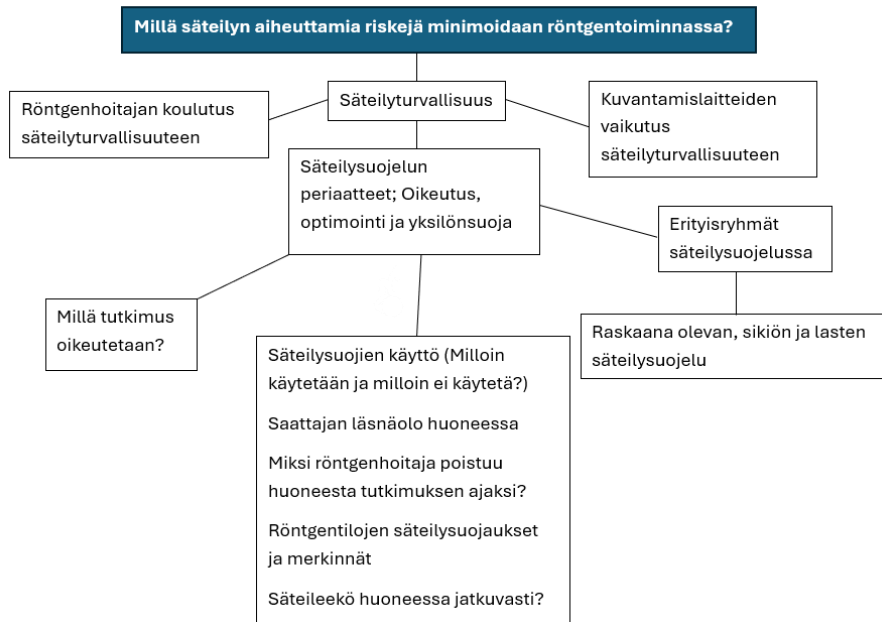 Millä säteilyn aiheuttamia riskejä minimoidaan röntgentoiminnassa?
Säteilyturvallisuus
Röntgenhoitajan koulutus
säteilyturvallisuuteen
Kuvantamislaitteiden
vaikutus
säteilyturvallisuuteen
Säteilysuojelun
periaatteet; Oikeutus,
optimointi ja yksilönsuoja
Erityisryhmät
säteilysuojelussa
Millä tutkimus
oikeutetaan?
Raskaana olevan, sikiön ja lasten
säteilysuojelu
Säteilysuojien käyttö (Milloin
käytetään ja milloin ei käytetä?)
Saattajan läsnäolo huoneessa
Miksi röntgenhoitaja poistuu
huoneesta tutkimuksen ajaksi?
Röntgentilojen säteilysuojaukset
ja merkinnät
Säteileekö huoneessa jatkuvasti?